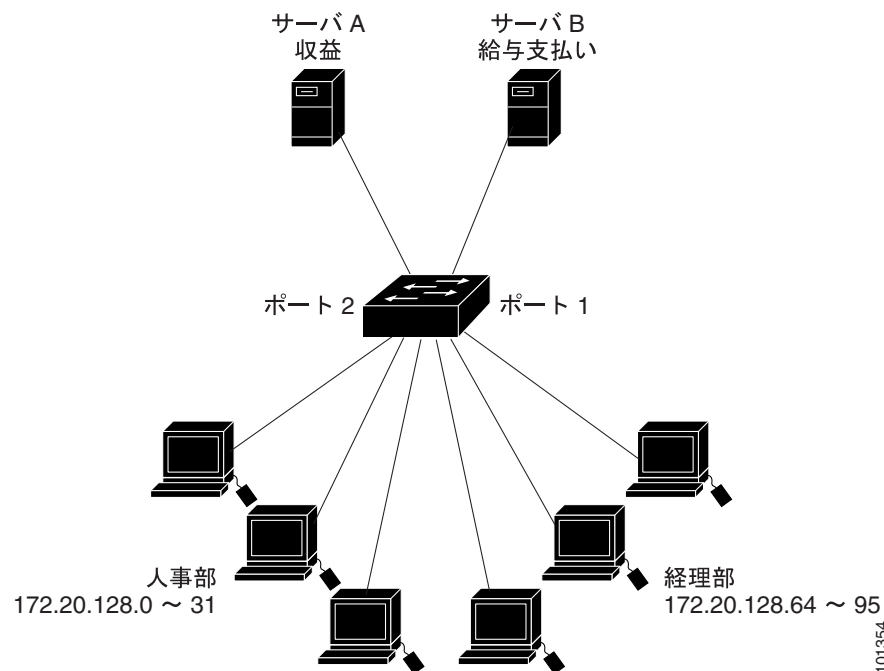 サーバ A
収益
サーバ B
給与支払い
ポート 2
ポート 1
人事部
172.20.128.0 ～ 31
経理部
172.20.128.64 ～ 95
101354